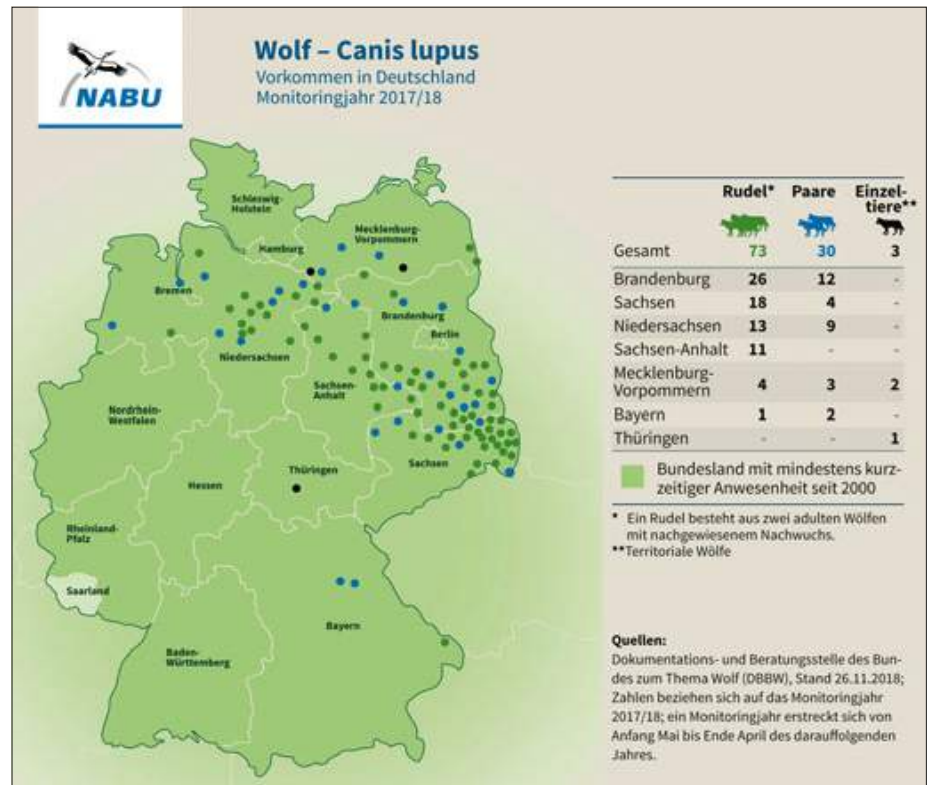 NABU
Wolf – Canis lupus
Vorkommen in Deutschland
Monitoringjahr 2017/18
Schleswig-
Holstein
Mecklenburg-
Vorpommern
Hamburg
Bremen
Brandenburg
Berlin
Niedersachsen
Sachsen-
Anhalt
Nordrhein-
Westfalen
Sachsen
Thüringen
Hessen
Rheinland-
Pfalz
Saarland
Bayern
Baden-
Württemberg
Rudel* Paare Einzel-
tiere**
Gesamt 73 30 3
Brandenburg 26 12 -
Sachsen 18 4 -
Niedersachsen 13 9 -
Sachsen-Anhalt 11 - -
Mecklenburg-
Vorpommern 4 3 2
Bayern 1 2 -
Thüringen - - 1
Bundesland mit mindestens kurz-
zeitiger Anwesenheit seit 2000
* Ein Rudel besteht aus zwei adulten Wölfen
mit nachgewiesenem Nachwuchs.
**Territoriale Wölfe
Quellen:
Dokumentations- und Beratungsstelle des Bun-
des zum Thema Wolf (DBBW), Stand 26.11.2018;
Zahlen beziehen sich auf das Monitoringjahr
2017/18; ein Monitoringjahr erstreckt sich von
Anfang Mai bis Ende April des darauffolgenden
Jahres.